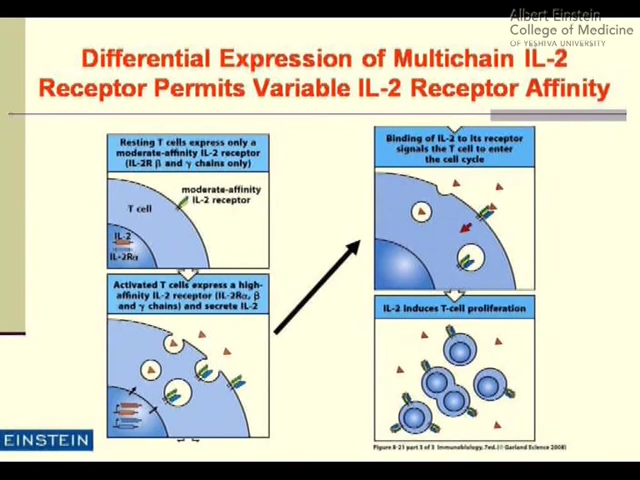 Albert Einstein
College of Medicine
OF YESHIVA UNIVERSITY
Differential Expression of Multichain IL-2
Receptor Permits Variable IL-2 Receptor Affinity
Resting T cells express only a
moderate-affinity IL-2 receptor
(IL-2R β and γ chains only)
moderate-affinity
IL-2 receptor
T cell
IL-2
IL-2Rα
Activated T cells express a high-
affinity IL-2 receptor (IL-2Rα, β
and γ chains) and secrete IL-2
Binding of IL-2 to its receptor
signals the T cell to enter
the cell cycle
IL-2 induces T-cell proliferation
EINSTEIN
Figure 8-21 part 3 of 3 Immunobiology, 7ed. (© Garland Science 2008)